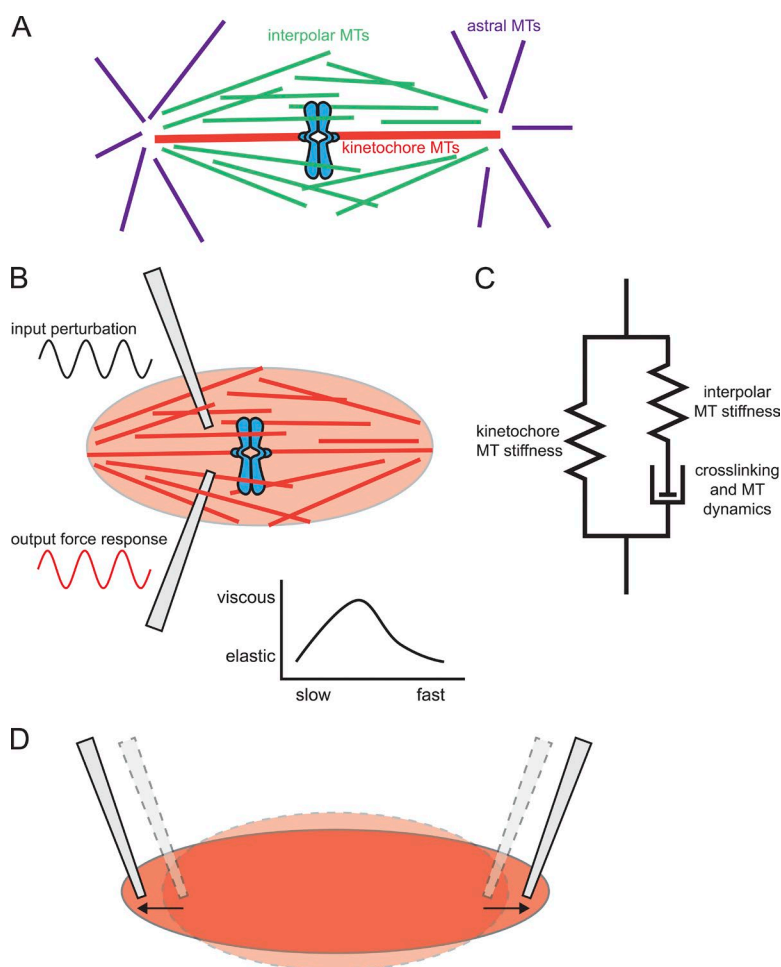 A
interpolar MTs
astral MTs
kinetochore MTs
B
input perturbation
output force response
viscous
elastic
slow fast
C
kinetochore
MT stiffness
interpolar
MT stiffness
crosslinking
and MT
dynamics
D